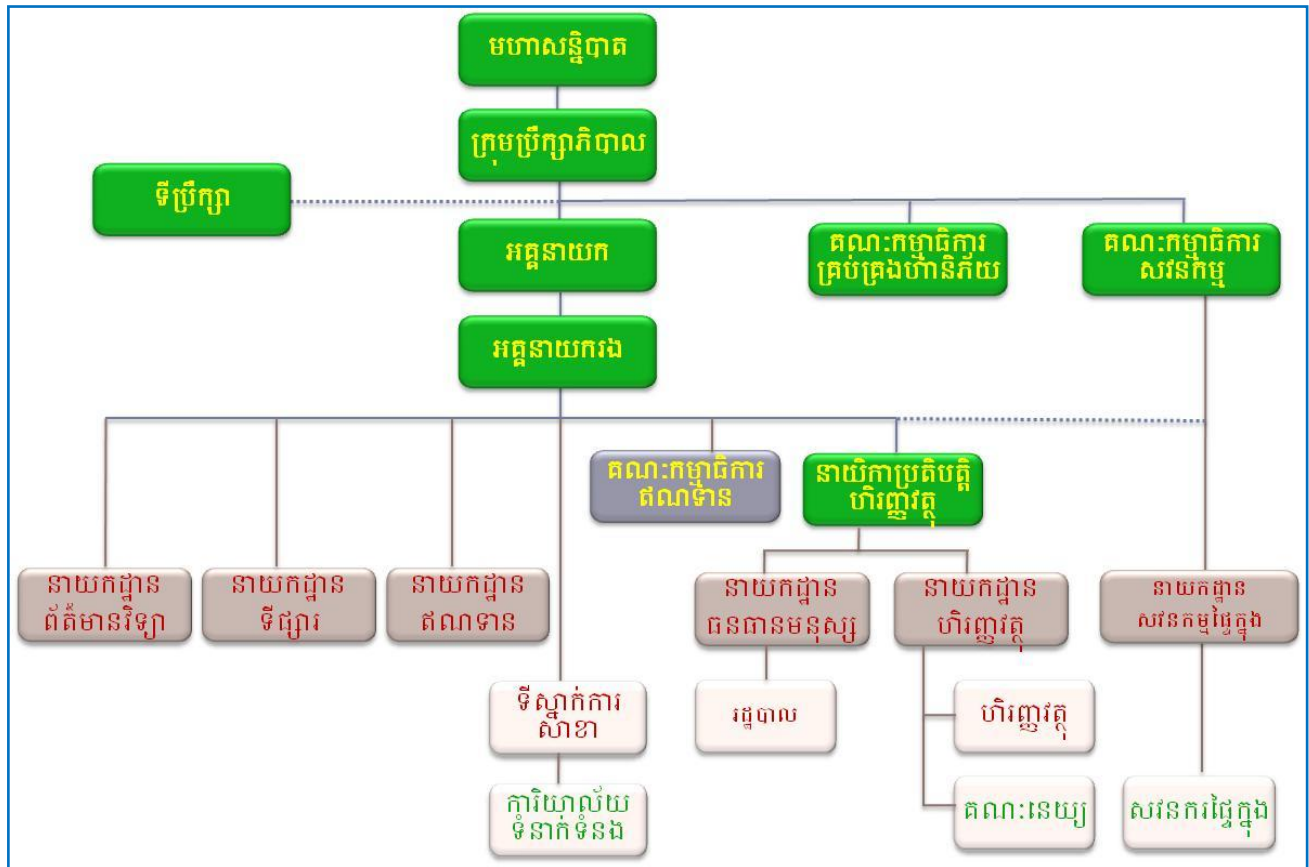 មហាសន្និបាត
ក្រុមប្រឹក្សាភិបាល
ទីប្រឹក្សា
អគ្គនាយក
គណៈកម្មាធិការ
គ្រប់គ្រងហានិភ័យ
គណៈកម្មាធិការ
សវនកម្ម
អគ្គនាយករង
គណៈកម្មាធិការ
ឥណទាន
នាយិកាប្រតិបត្តិ
ហិរញ្ញវត្ថុ
នាយកដ្ឋាន
ព័ត៌មានវិទ្យា
នាយកដ្ឋាន
ទីផ្សារ
នាយកដ្ឋាន
ឥណទាន
នាយកដ្ឋាន
ធនធានមនុស្ស
នាយកដ្ឋាន
ហិរញ្ញវត្ថុ
នាយកដ្ឋាន
សវនកម្មផ្ទៃក្នុង
ទីស្នាក់ការ
សាខា
រដ្ឋបាល
ហិរញ្ញវត្ថុ
ការិយាល័យ
ទំនាក់ទំនង
គណៈនេយ្យ
សវនករផ្ទៃក្នុង